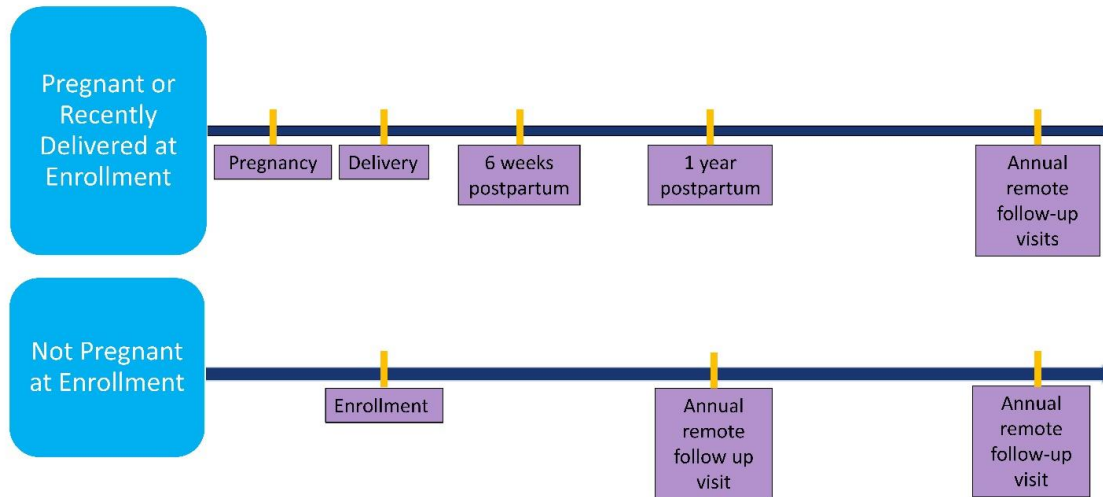 Pregnant or
Recently
Delivered at
Enrollment
Pregnancy
Delivery
6 weeks
postpartum
1 year
postpartum
Annual
remote
follow-up
visits
Not Pregnant
at Enrollment
Enrollment
Annual
remote
follow up
visit
Annual
remote
follow-up
visit